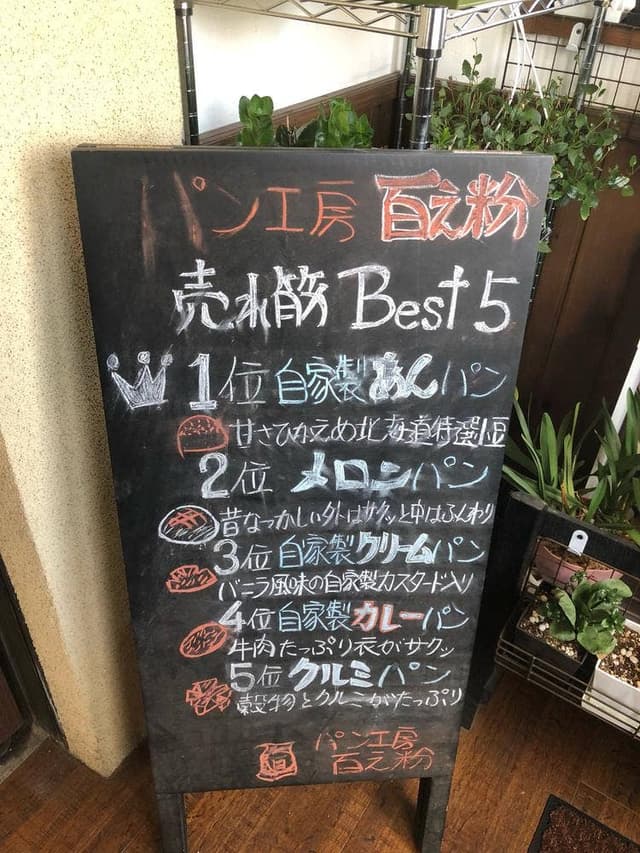 パン工房 百え粉
売れ筋 Best 5
1位 自家製あんパン
甘さひかえめ北海道特選小豆
2位 メロンパン
昔なつかしい外はサクッと中はふんわり
3位 自家製クリームパン
バニラ風味の自家製カスタード入り
4位 自家製カレーパン
牛肉たっぷり衣がサクッ
5位 クルミパン
穀物とクルミがたっぷり
パン工房
百え粉